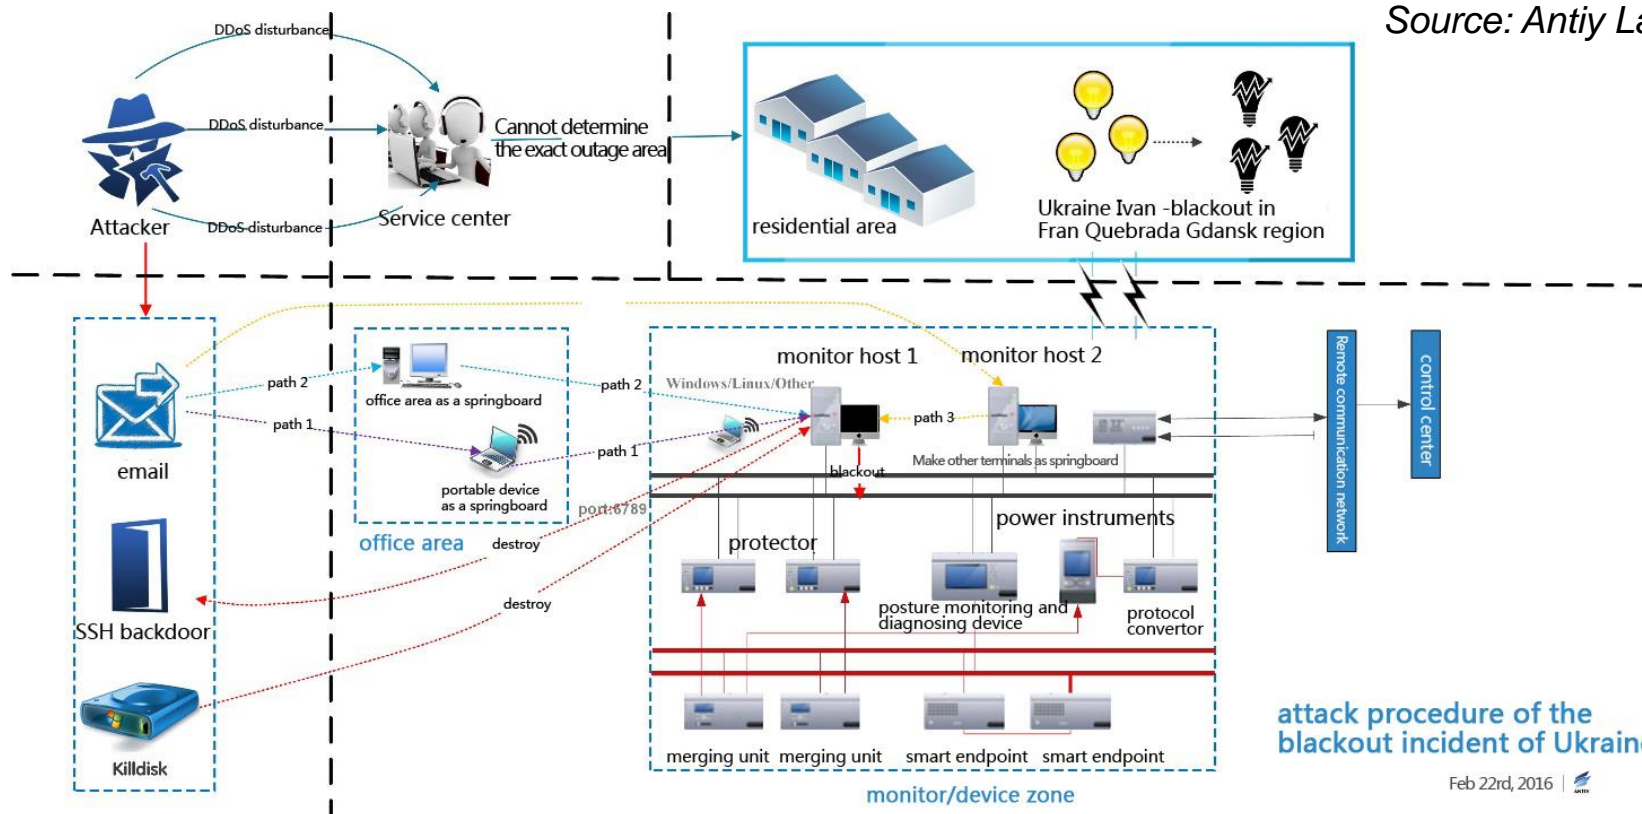 Source: Antiy La
DDoS disturbance
DDoS disturbance
DDoS disturbance
Attacker
Service center
Cannot determine
the exact outage area
residential area
Ukraine Ivan -blackout in
Fran Quebrada Gdansk region
email
SSH backdoor
Killdisk
path 2
path 1
office area as a springboard
portable device
as a springboard
office area
path 2
path 1
port:6789
destroy
destroy
Windows/Linux/Other
monitor host 1
monitor host 2
path 3
blackout
Make other terminals as springboard
power instruments
protector
posture monitoring and
diagnosing device
protocol
convertor
merging unit
merging unit
smart endpoint
smart endpoint
monitor/device zone
Remote communication network
control center
attack procedure of the
blackout incident of Ukraine
Feb 22rd, 2016
ANTIY